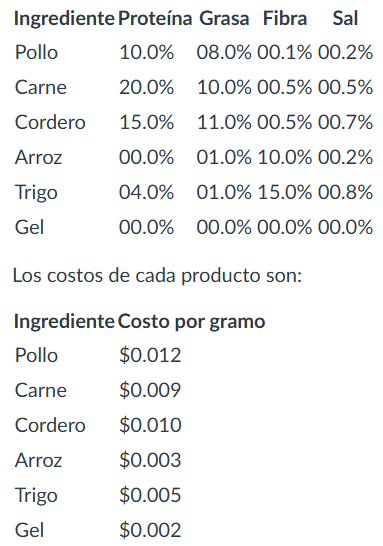 Ingrediente Proteína Grasa Fibra Sal
Pollo 10.0% 08.0% 00.1% 00.2%
Carne 20.0% 10.0% 00.5% 00.5%
Cordero 15.0% 11.0% 00.5% 00.7%
Arroz 00.0% 01.0% 10.0% 00.2%
Trigo 04.0% 01.0% 15.0% 00.8%
Gel 00.0% 00.0% 00.0% 00.0%
Los costos de cada producto son:
Ingrediente Costo por gramo
Pollo $0.012
Carne $0.009
Cordero $0.010
Arroz $0.003
Trigo $0.005
Gel $0.002